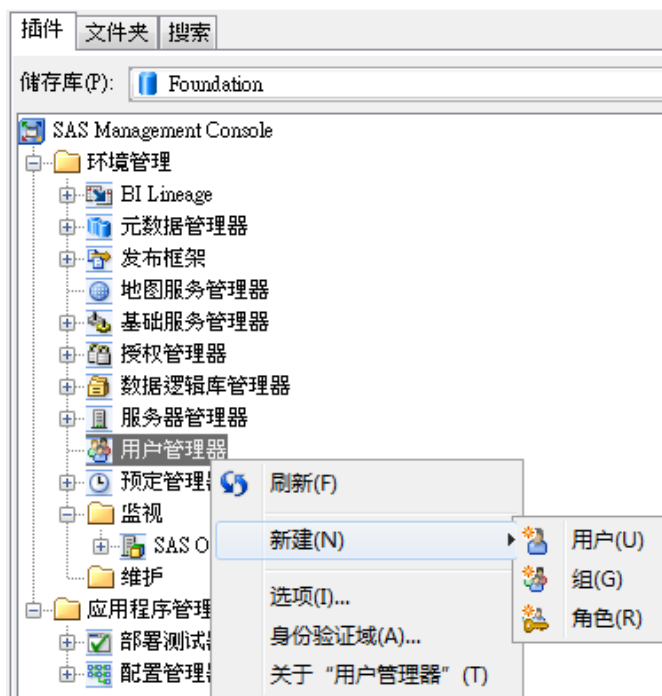 插件 文件夹 搜索
储存库(P): Foundation
SAS Management Console
环境管理
BI Lineage
元数据管理器
发布框架
地图服务管理器
基础服务管理器
授权管理器
数据逻辑库管理器
服务器管理器
用户管理器
预定管理
监视
SAS O
维护
应用程序管理
部署测试
配置管理
刷新(F)
新建(N)
选项(I)...
身份验证域(A)...
关于“用户管理器”(T)
用户(U)
组(G)
角色(R)